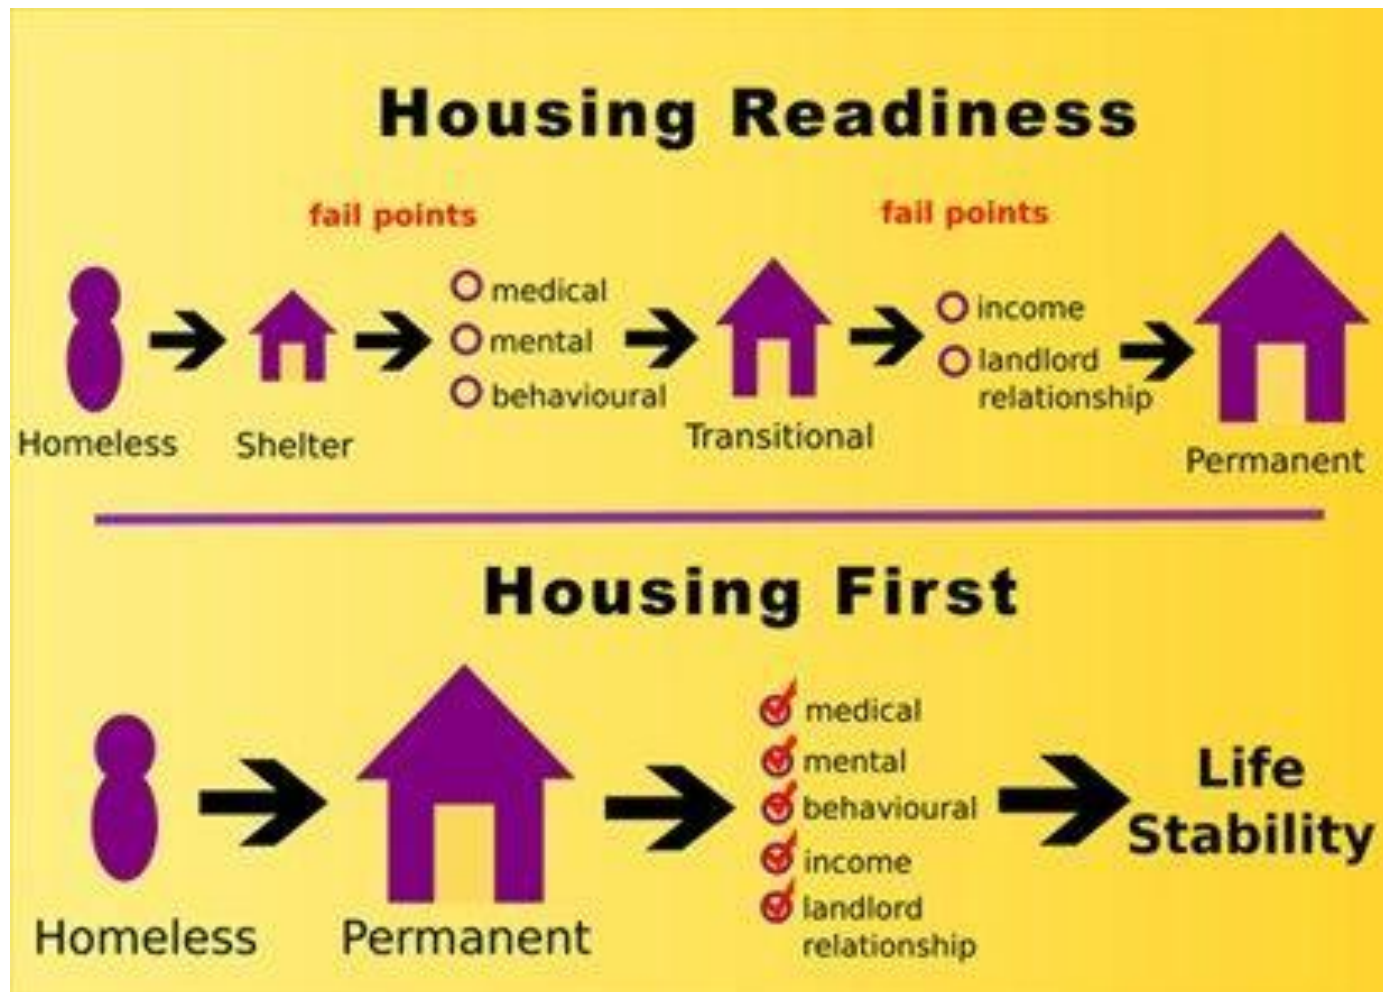 Housing Readiness
fail points
fail points
medical
mental
behavioural
income
landlord
relationship
Homeless
Shelter
Transitional
Permanent
Housing First
medical
mental
behavioural
income
landlord
relationship
Life
Stability
Homeless
Permanent